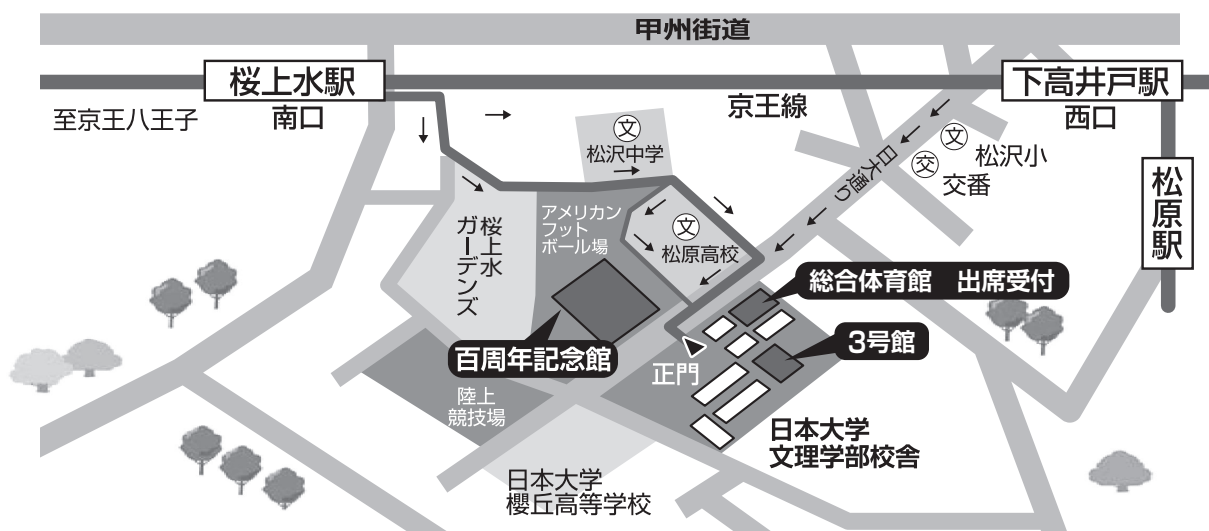 甲州街道
桜上水駅
南口
至京王八王子
京王線
下高井戸駅
西口
文
松沢中学
文
松沢小
交
交番
日大通り
松原駅
アメリカン
フット
ボール場
桜上水
ガーデンズ
文
松原高校
総合体育館 出席受付
3号館
百周年記念館
正門
陸上
競技場
日本大学
文理学部校舎
日本大学
櫻丘高等学校